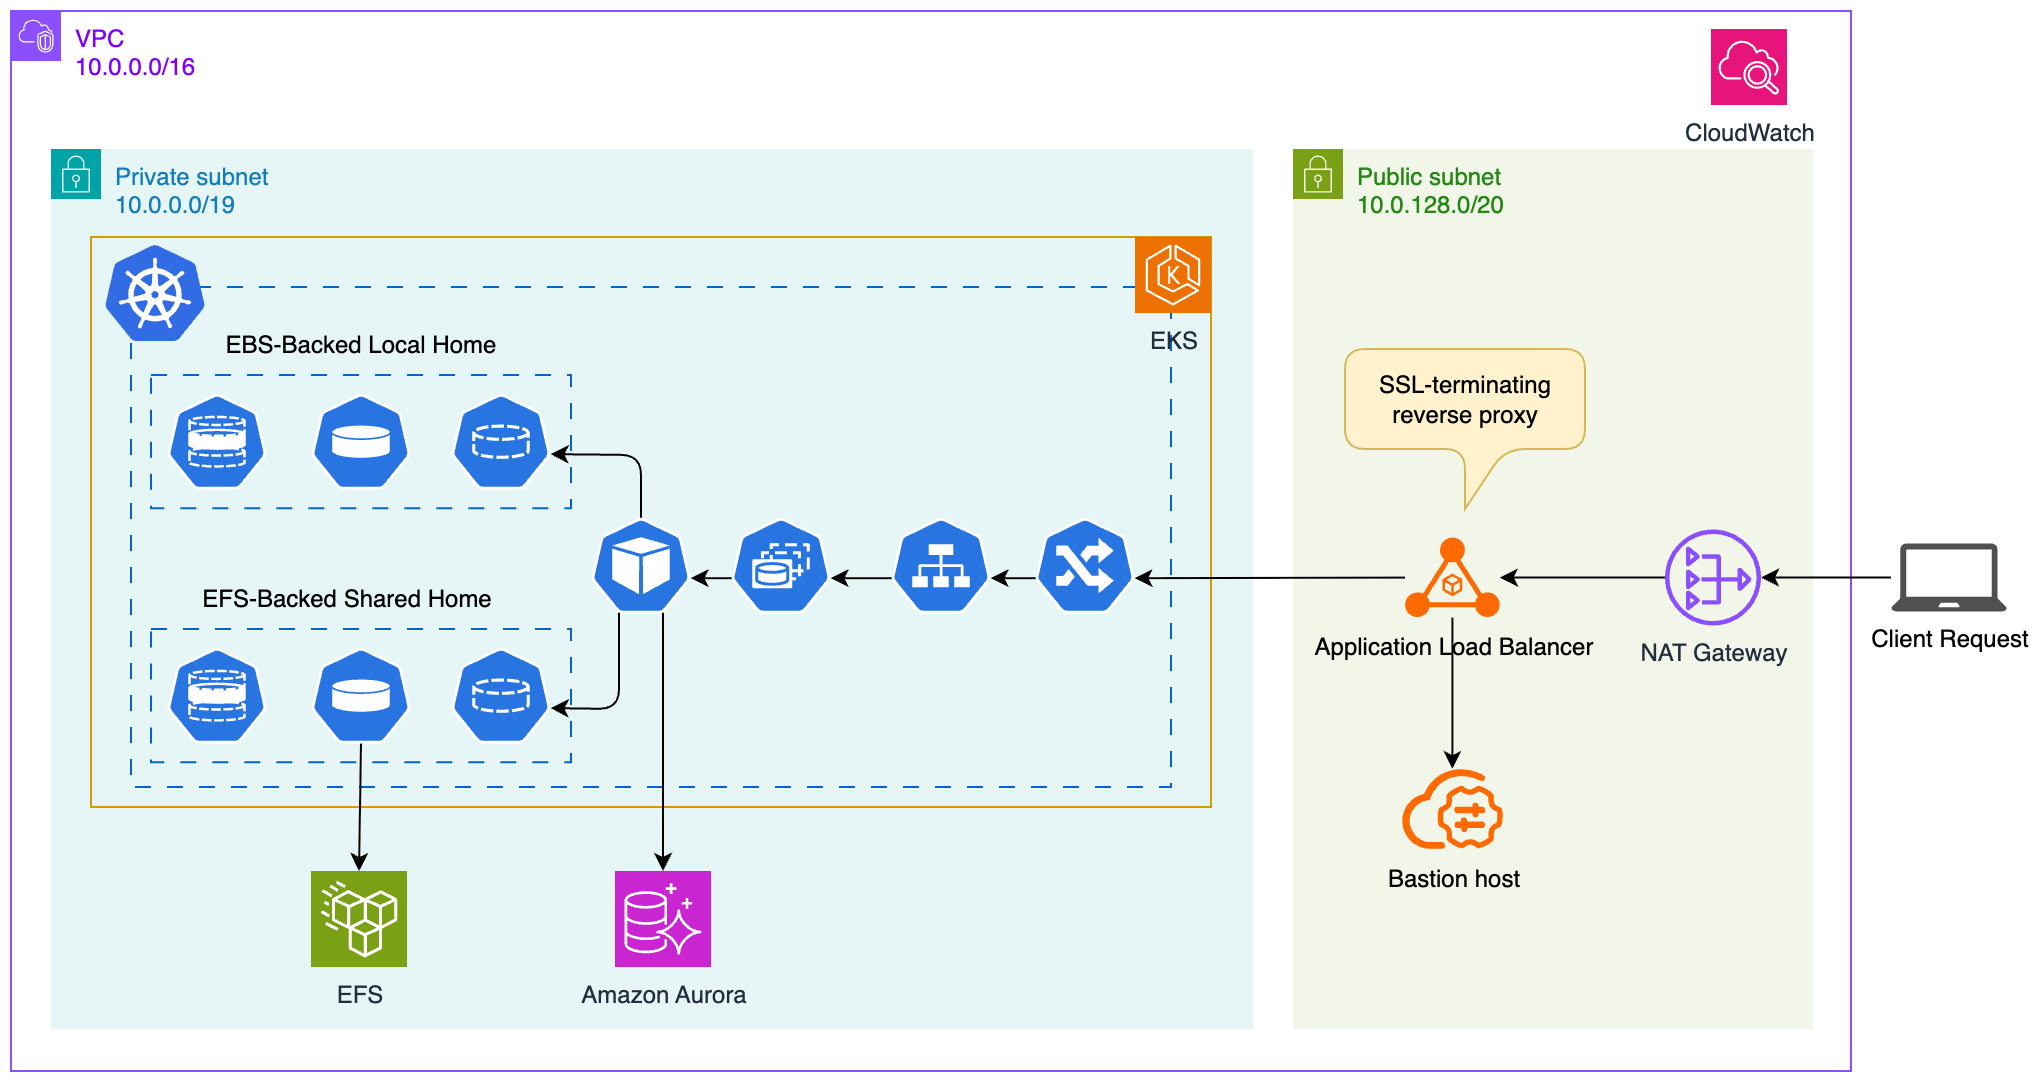 VPC
10.0.0.0/16
CloudWatch
Private subnet
10.0.0.0/19
Public subnet
10.0.128.0/20
K
EKS
EBS-Backed Local Home
SSL-terminating
reverse proxy
EFS-Backed Shared Home
Application Load Balancer
NAT Gateway
Client Request
Bastion host
EFS
Amazon Aurora